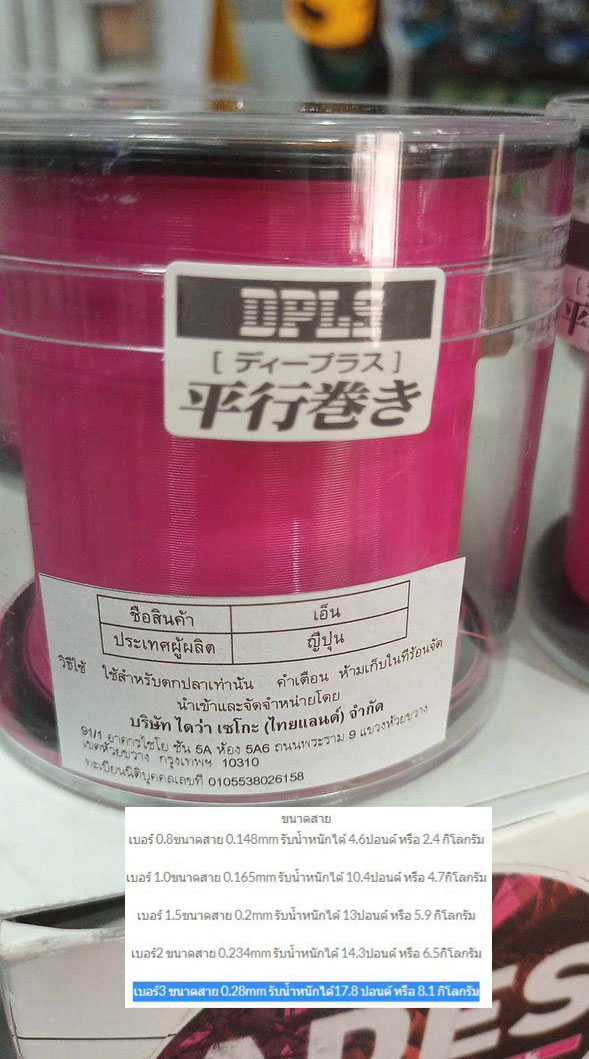 DPLS
[ ディープラス ]
平行巻き
ชื่อสินค้า เอ็น
ประเทศผู้ผลิต ญี่ปุ่น
วิธีใช้ ใช้สำหรับตกปลาเท่านั้น คำเตือน ห้ามเก็บในที่ร้อนจัด
นำเข้าและจัดจำหน่ายโดย
บริษัท ไดว่า เซโกะ (ไทยแลนด์) จำกัด
91/1 อาคารไชโย ชั้น 5A ห้อง 5A6 ถนนพระราม 9 แขวงห้วยขวาง
เขตห้วยขวาง กรุงเทพฯ 10310
ทะเบียนนิติบุคคลเลขที่ 0105538026158
ขนาดสาย
เบอร์ 0.8ขนาดสาย 0.148mm รับน้ำหนักได้ 4.6ปอนด์ หรือ 2.4 กิโลกรัม
เบอร์ 1.0ขนาดสาย 0.165mm รับน้ำหนักได้ 10.4ปอนด์ หรือ 4.7กิโลกรัม
เบอร์ 1.5ขนาดสาย 0.2mm รับน้ำหนักได้ 13ปอนด์ หรือ 5.9 กิโลกรัม
เบอร์2 ขนาดสาย 0.234mm รับน้ำหนักได้ 14.3ปอนด์ หรือ 6.5กิโลกรัม
เบอร์3 ขนาดสาย 0.28mm รับน้ำหนักได้17.8 ปอนด์ หรือ 8.1 กิโลกรัม